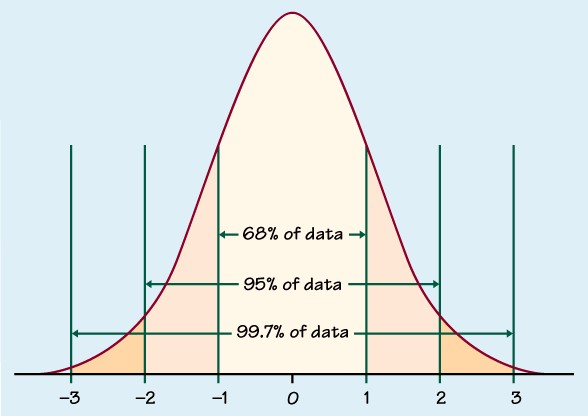 68% of data
95% of data
99.7% of data
−3 −2 −1 0 1 2 3